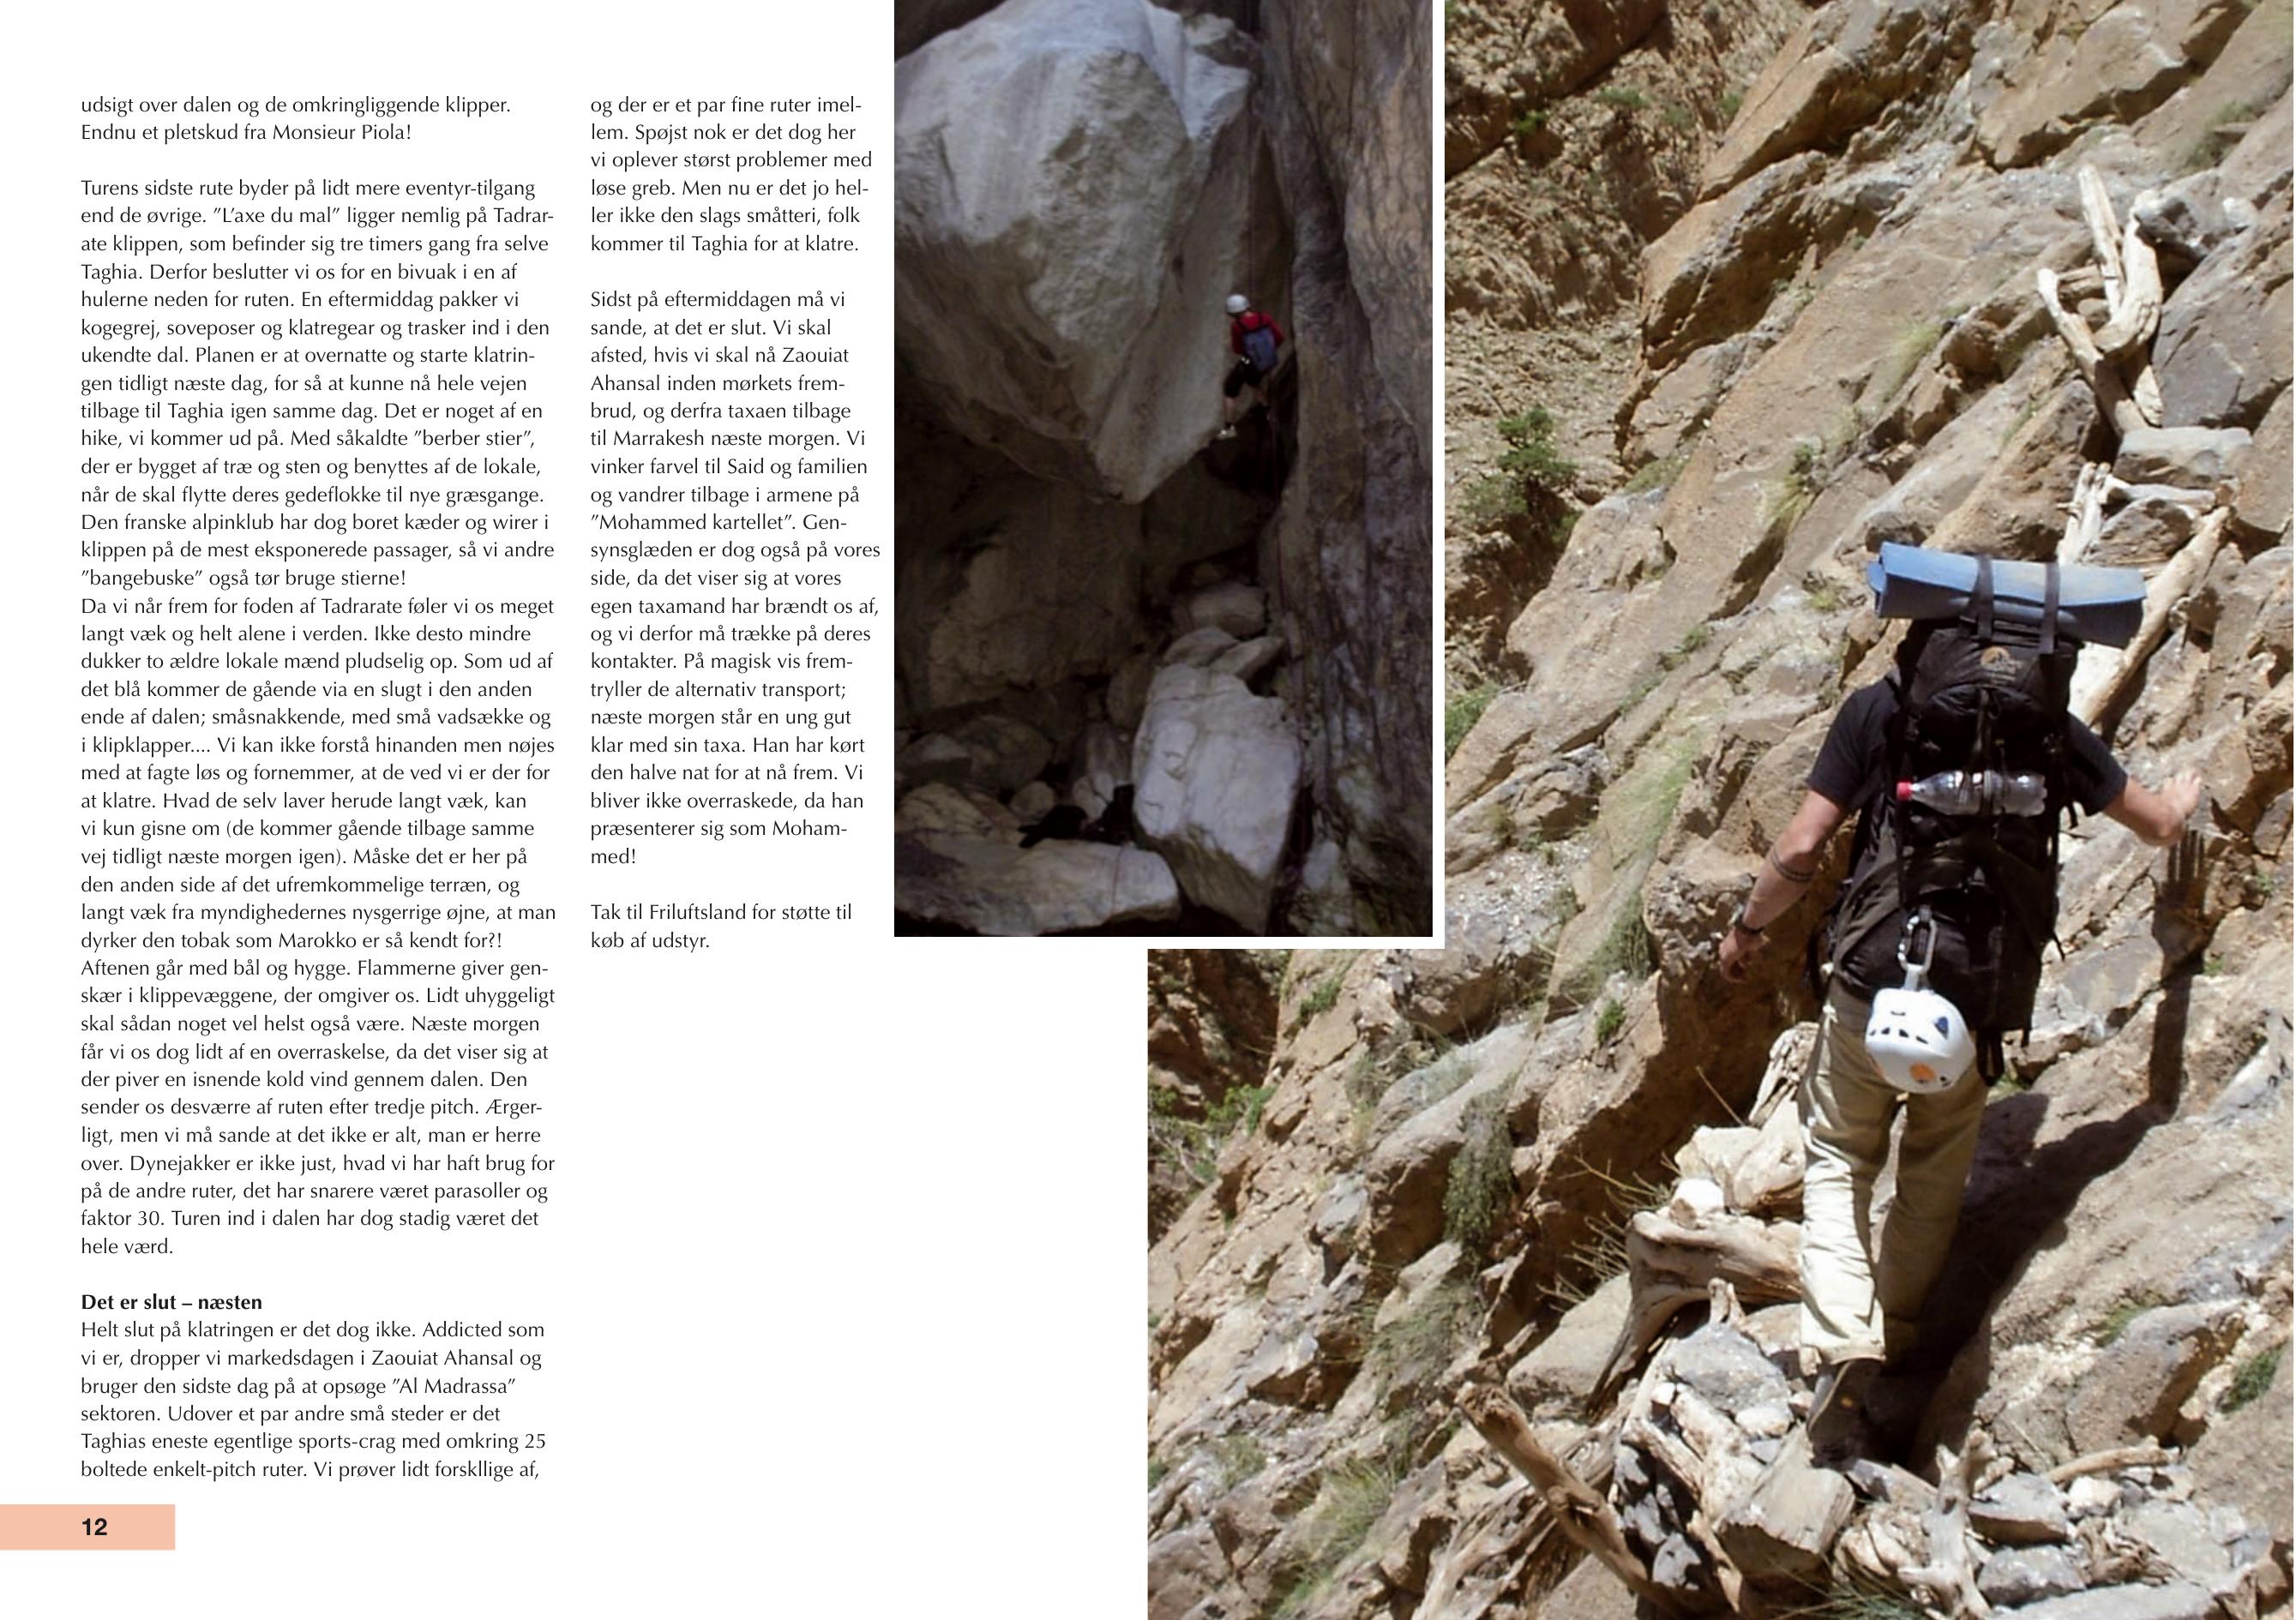 udsigt over dalen og de omkringliggende klipper.
Endnu et pletskud fra Monsieur Piola!
Turens sidste rute byder på lidt mere eventyr-tilgang
end de øvrige. ”L’axe du mal” ligger nemlig på Tadrar-
ate klippen, som befinder sig tre timers gang fra selve
Taghia. Derfor beslutter vi os for en bivuak i en af
hulerne neden for ruten. En eftermiddag pakker vi
kogegrej, soveposer og klatregear og trasker ind i den
ukendte dal. Planen er at overnatte og starte klatrin-
gen tidligt næste dag, for så at kunne nå hele vejen
tilbage til Taghia igen samme dag. Det er noget af en
hike, vi kommer ud på. Med såkaldte ”berber stier”,
der er bygget af træ og sten og benyttes af de lokale,
når de skal flytte deres gedeflokke til nye græsgange.
Den franske alpinklub har dog boret kæder og wirer i
klippen på de mest eksponerede passager, så vi andre
”bangebuske” også tør bruge stierne!
Da vi når frem for foden af Tadrarate føler vi os meget
langt væk og helt alene i verden. Ikke desto mindre
dukker to ældre lokale mænd pludselig op. Som ud af
det blå kommer de gående via en slugt i den anden
ende af dalen; småsnakkende, med små vadsække og
i klipklapper.... Vi kan ikke forstå hinanden men nøjes
med at fagte løs og fornemmer, at de ved vi er der for
at klatre. Hvad de selv laver herude langt væk, kan
vi kun gisne om (de kommer gående tilbage samme
vej tidligt næste morgen igen). Måske det er her på
den anden side af det ufremkommelige terræn, og
langt væk fra myndighedernes nysgerrige øjne, at man
dyrker den tobak som Marokko er så kendt for?!
Aftenen går med bål og hygge. Flammerne giver gen-
skær i klippevæggene, der omgiver os. Lidt uhyggeligt
skal sådan noget vel helst også være. Næste morgen
får vi os dog lidt af en overraskelse, da det viser sig at
der piver en isnende kold vind gennem dalen. Den
sender os desværre af ruten efter tredje pitch. Ærger-
ligt, men vi må sande at det ikke er alt, man er herre
over. Dynejakker er ikke just, hvad vi har haft brug for
på de andre ruter, det har snarere været parasoller og
faktor 30. Turen ind i dalen har dog stadig været det
hele værd.
Det er slut – næsten
Helt slut på klatringen er det dog ikke. Addicted som
vi er, dropper vi markedsdagen i Zaouiat Ahansal og
bruger den sidste dag på at opsøge ”Al Madrassa”
sektoren. Udover et par andre små steder er det
Taghias eneste egentlige sports-crag med omkring 25
boltede enkelt-pitch ruter. Vi prøver lidt forskllige af,
og der er et par fine ruter imel-
lem. Spøjst nok er det dog her
vi oplever størst problemer med
løse greb. Men nu er det jo hel-
ler ikke den slags småtteri, folk
kommer til Taghia for at klatre.
Sidst på eftermiddagen må vi
sande, at det er slut. Vi skal
afsted, hvis vi skal nå Zaouiat
Ahansal inden mørkets frem-
brud, og derfra taxaen tilbage
til Marrakesh næste morgen. Vi
vinker farvel til Said og familien
og vandrer tilbage i armene på
”Mohammed kartellet”. Gen-
synsglæden er dog også på vores
side, da det viser sig at vores
egen taxamand har brændt os af,
og vi derfor må trække på deres
kontakter. På magisk vis frem-
tryller de alternativ transport;
næste morgen står en ung gut
klar med sin taxa. Han har kørt
den halve nat for at nå frem. Vi
bliver ikke overraskede, da han
præsenterer sig som Moham-
med!
Tak til Friluftsland for støtte til
køb af udstyr.
12